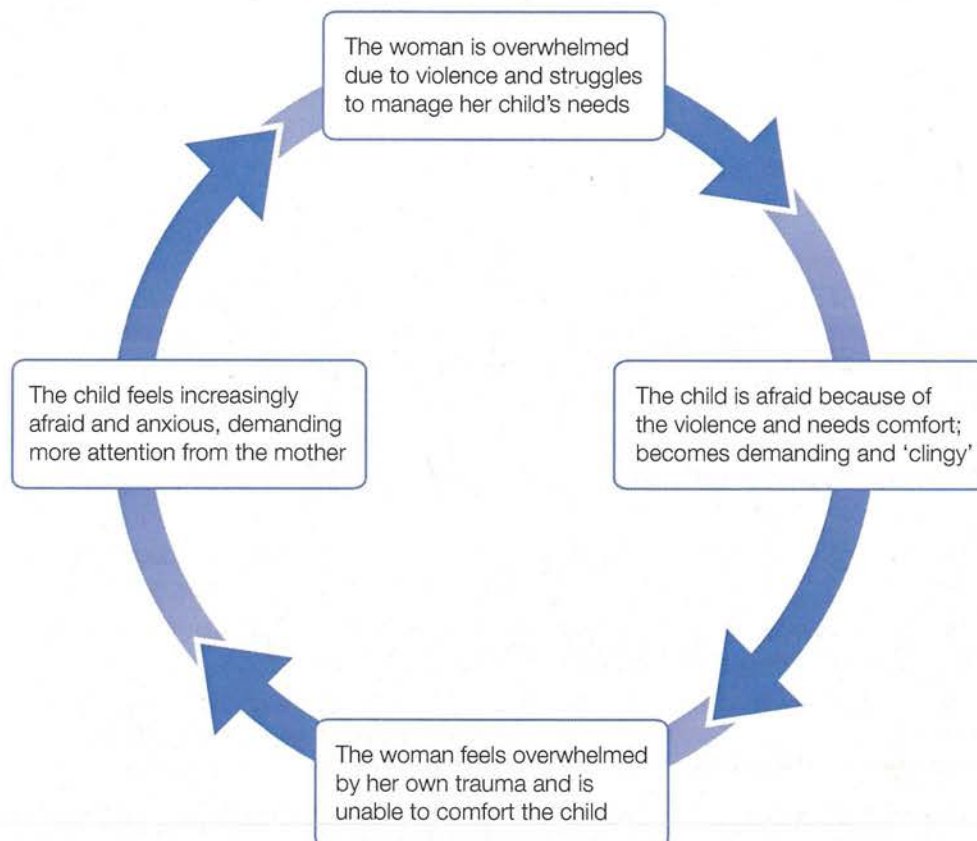 The woman is overwhelmed
due to violence and struggles
to manage her child's needs
The child is afraid because of
the violence and needs comfort;
becomes demanding and ‘clingy’
The woman feels overwhelmed
by her own trauma and is
unable to comfort the child
The child feels increasingly
afraid and anxious, demanding
more attention from the mother